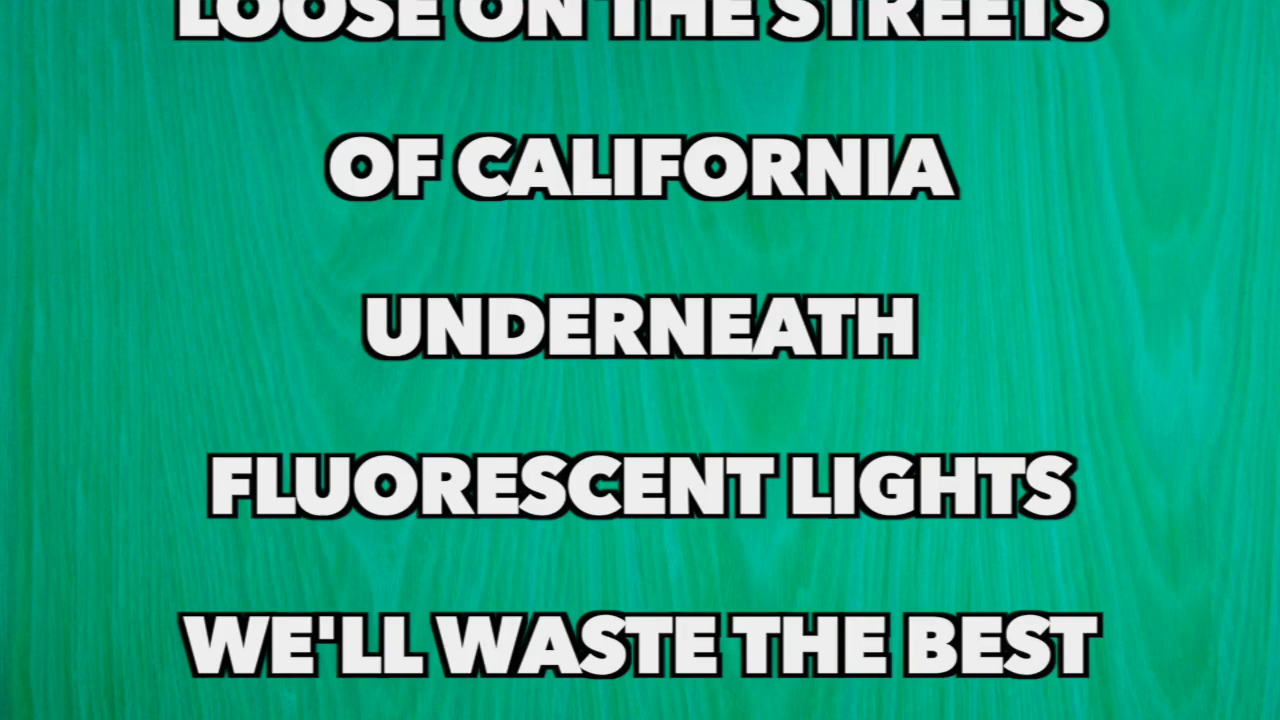 LOOSE ON THE STREETS
OF CALIFORNIA
UNDERNEATH
FLUORESCENT LIGHTS
WE'LL WASTE THE BEST